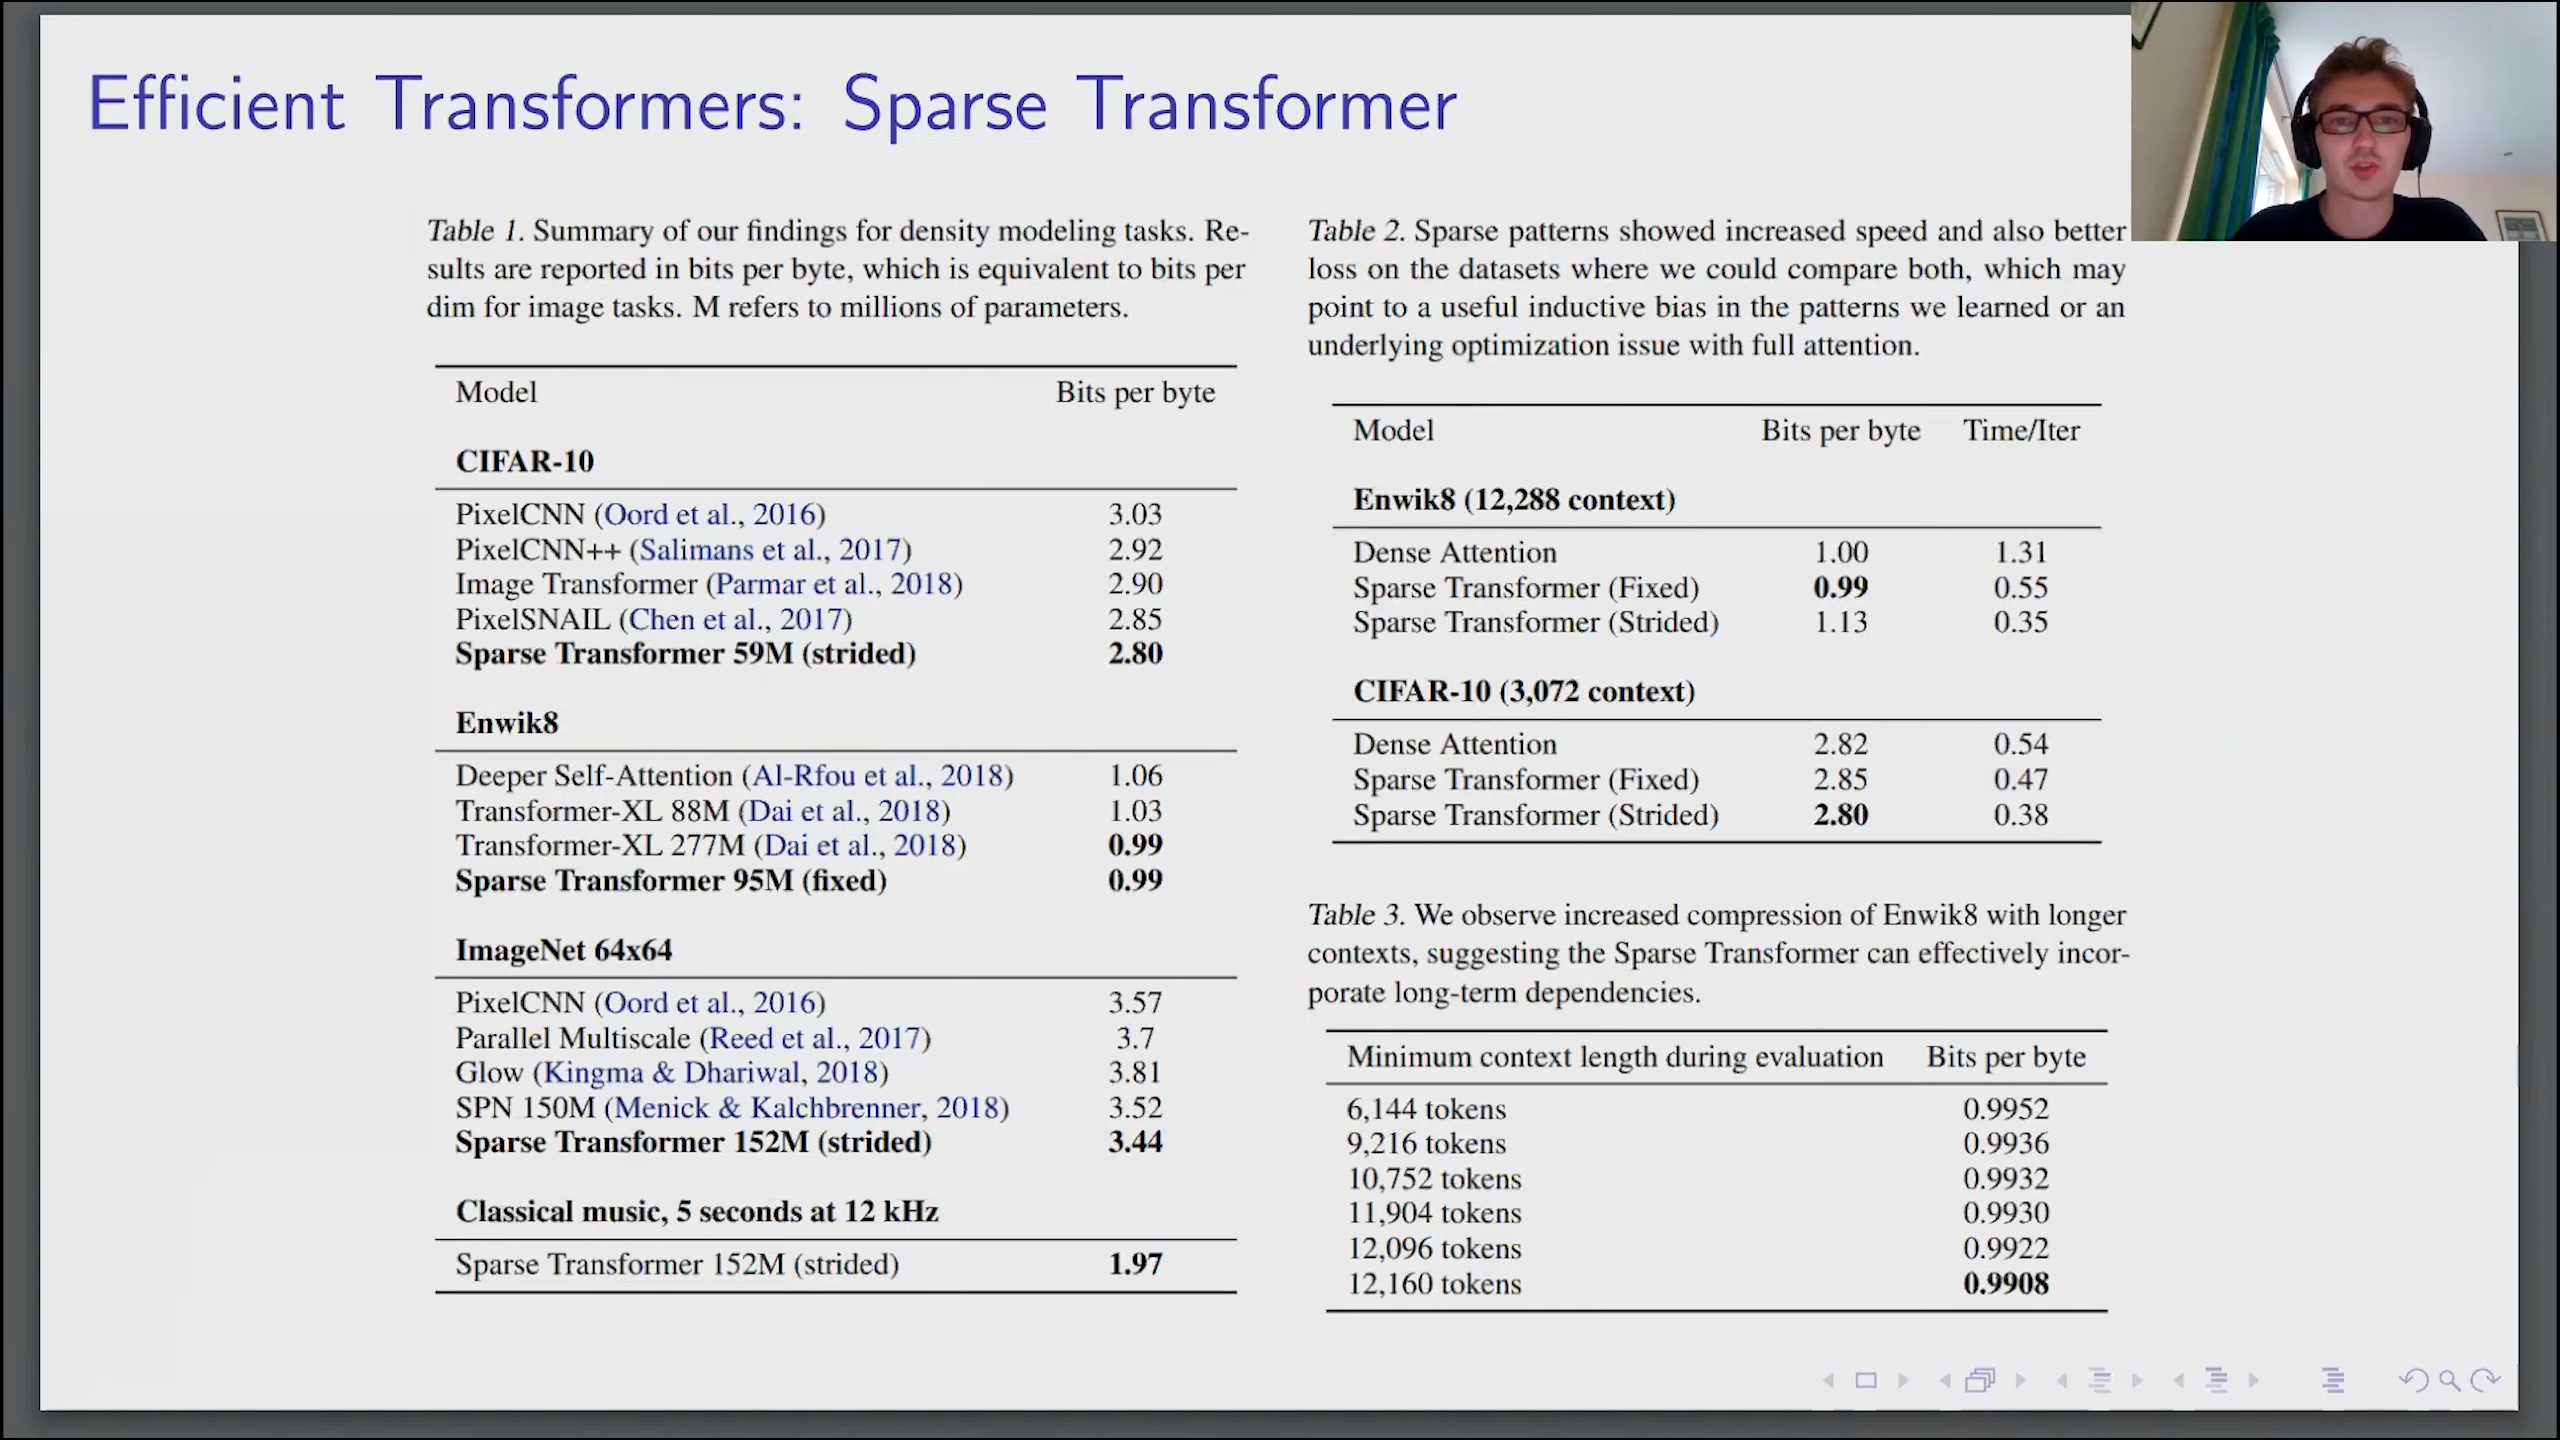 Efficient Transformers: Sparse Transformer
Table 1. Summary of our findings for density modeling tasks. Re-
sults are reported in bits per byte, which is equivalent to bits per
dim for image tasks. M refers to millions of parameters.
Model Bits per byte
CIFAR-10
PixelCNN (Oord et al., 2016) 3.03
PixelCNN++ (Salimans et al., 2017) 2.92
Image Transformer (Parmar et al., 2018) 2.90
PixelSNAIL (Chen et al., 2017) 2.85
Sparse Transformer 59M (strided) 2.80
Enwik8
Deeper Self-Attention (Al-Rfou et al., 2018) 1.06
Transformer-XL 88M (Dai et al., 2018) 1.03
Transformer-XL 277M (Dai et al., 2018) 0.99
Sparse Transformer 95M (fixed) 0.99
ImageNet 64x64
PixelCNN (Oord et al., 2016) 3.57
Parallel Multiscale (Reed et al., 2017) 3.7
Glow (Kingma & Dhariwal, 2018) 3.81
SPN 150M (Menick & Kalchbrenner, 2018) 3.52
Sparse Transformer 152M (strided) 3.44
Classical music, 5 seconds at 12 kHz
Sparse Transformer 152M (strided) 1.97
Table 2. Sparse patterns showed increased speed and also better
loss on the datasets where we could compare both, which may
point to a useful inductive bias in the patterns we learned or an
underlying optimization issue with full attention.
Model Bits per byte Time/Iter
Enwik8 (12,288 context)
Dense Attention 1.00 1.31
Sparse Transformer (Fixed) 0.99 0.55
Sparse Transformer (Strided) 1.13 0.35
CIFAR-10 (3,072 context)
Dense Attention 2.82 0.54
Sparse Transformer (Fixed) 2.85 0.47
Sparse Transformer (Strided) 2.80 0.38
Table 3. We observe increased compression of Enwik8 with longer
contexts, suggesting the Sparse Transformer can effectively incor-
porate long-term dependencies.
Minimum context length during evaluation Bits per byte
6,144 tokens 0.9952
9,216 tokens 0.9936
10,752 tokens 0.9932
11,904 tokens 0.9930
12,096 tokens 0.9922
12,160 tokens 0.9908